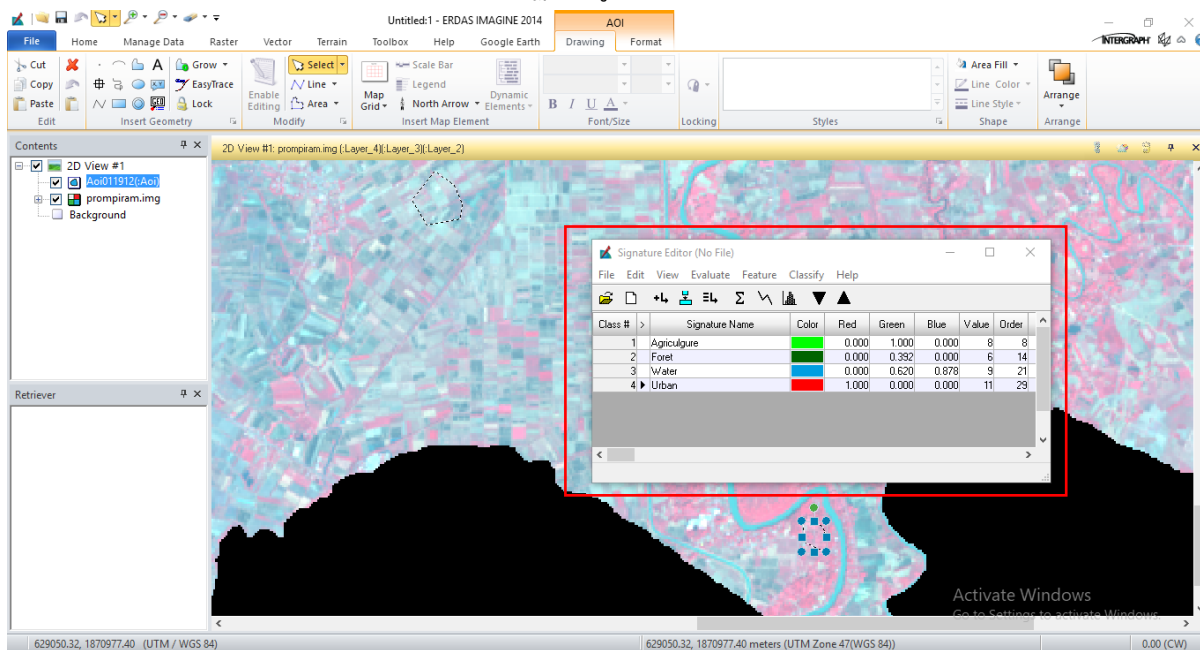 Untitled:1 - ERDAS IMAGINE 2014
AOI
File Home Manage Data Raster Vector Terrain Toolbox Help Google Earth Drawing Format
INTERGRAPH
Cut
Copy
Paste
Edit
A
Grow
EasyTrace
Lock
Insert Geometry
Enable
Editing
Select
Line
Area
Modify
Map
Grid
Scale Bar
Legend
North Arrow
Dynamic
Elements
Insert Map Element
B I U A
Font/Size
Locking
Styles
Area Fill
Line Color
Line Style
Shape
Arrange
Arrange
Contents
2D View #1
Aoi011912(:Aoi)
prompiram.img
Background
Retriever
2D View #1: prompiram.img (:Layer_4)(:Layer_3)(:Layer_2)
Signature Editor (No File)
File Edit View Evaluate Feature Classify Help
Class # > Signature Name Color Red Green Blue Value Order
1 Agriculgure 0.000 1.000 0.000 8 8
2 Foret 0.000 0.392 0.000 6 14
3 Water 0.000 0.620 0.878 9 21
4 Urban 1.000 0.000 0.000 11 29
Activate Windows
Go to Settings to activate Windows.
629050.32, 1870977.40 (UTM / WGS 84)
629050.32, 1870977.40 meters (UTM Zone 47(WGS 84))
0.00 (CW)